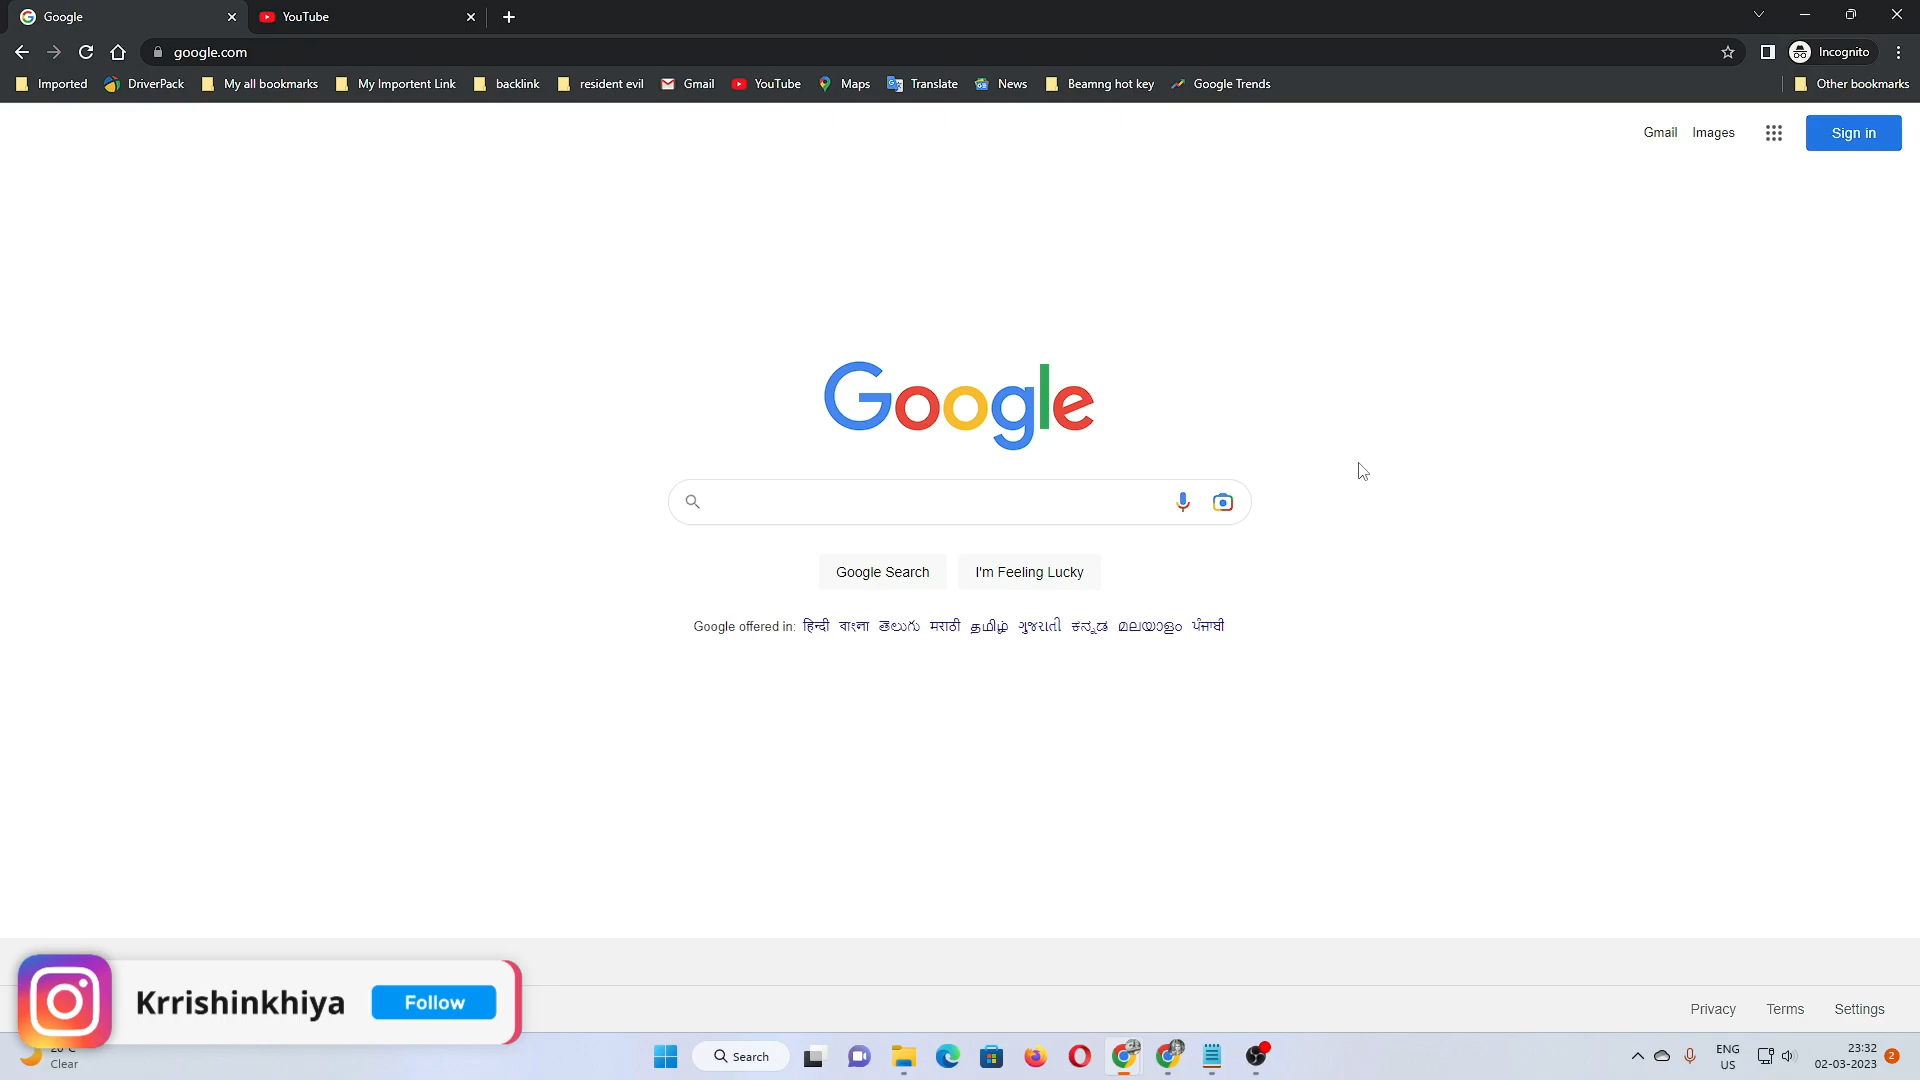 Google
YouTube
google.com
Incognito
Imported
DriverPack
My all bookmarks
My Importent Link
backlink
resident evil
Gmail
YouTube
Maps
Translate
News
Beamng hot key
Google Trends
Other bookmarks
Gmail
Images
Sign in
Google
Google Search
I'm Feeling Lucky
Google offered in: हिन्दी বাংলা తెలుగు मराठी தமிழ் ગુજરાતી ಕನ್ನಡ മലയാളം ਪੰਜਾਬੀ
Krrishinkhiya
Follow
Privacy
Terms
Settings
Clear
Search
ENG
US
23:32
02-03-2023
2